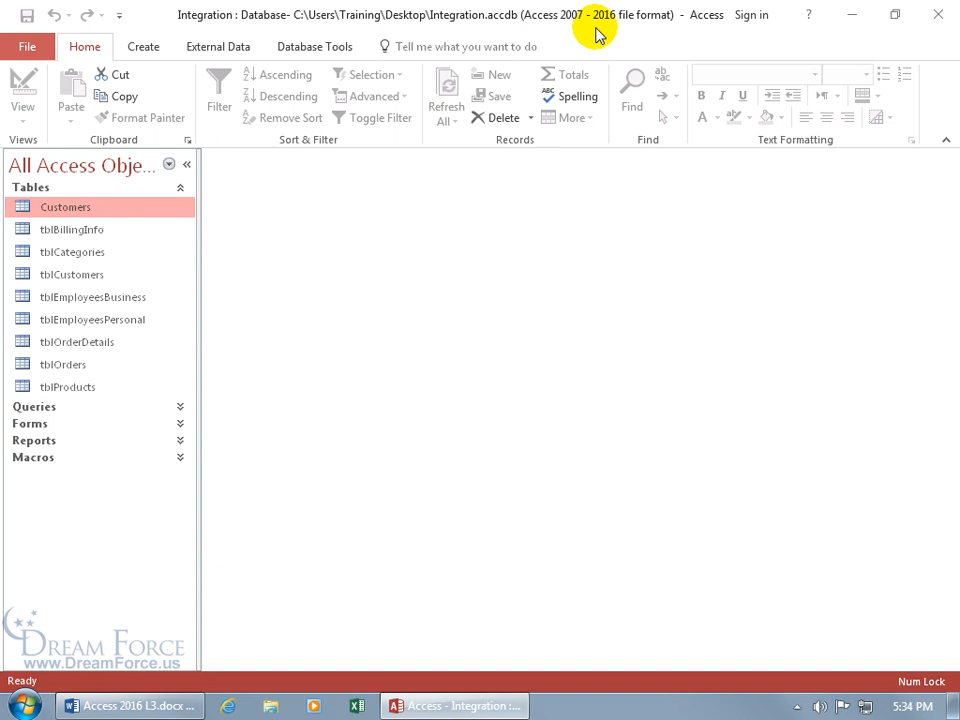 Integration : Database- C:\Users\Training\Desktop\Integration.accdb (Access 2007 - 2016 file format) - Access Sign in ?
File Home Create External Data Database Tools Tell me what you want to do
View
Views
Paste
Cut
Copy
Format Painter
Clipboard
Filter
Ascending
Descending
Remove Sort
Selection
Advanced
Toggle Filter
Sort & Filter
Refresh
All
New
Save
Delete
Totals
Spelling
More
Records
Find
Find
Text Formatting
All Access Obje...
Tables
Customers
tblBillingInfo
tblCategories
tblCustomers
tblEmployeesBusiness
tblEmployeesPersonal
tblOrderDetails
tblOrders
tblProducts
Queries
Forms
Reports
Macros
DREAM FORCE
www.DreamForce.us
Ready Num Lock
Access 2016 L3.docx ... Access - Integration :... 5:34 PM